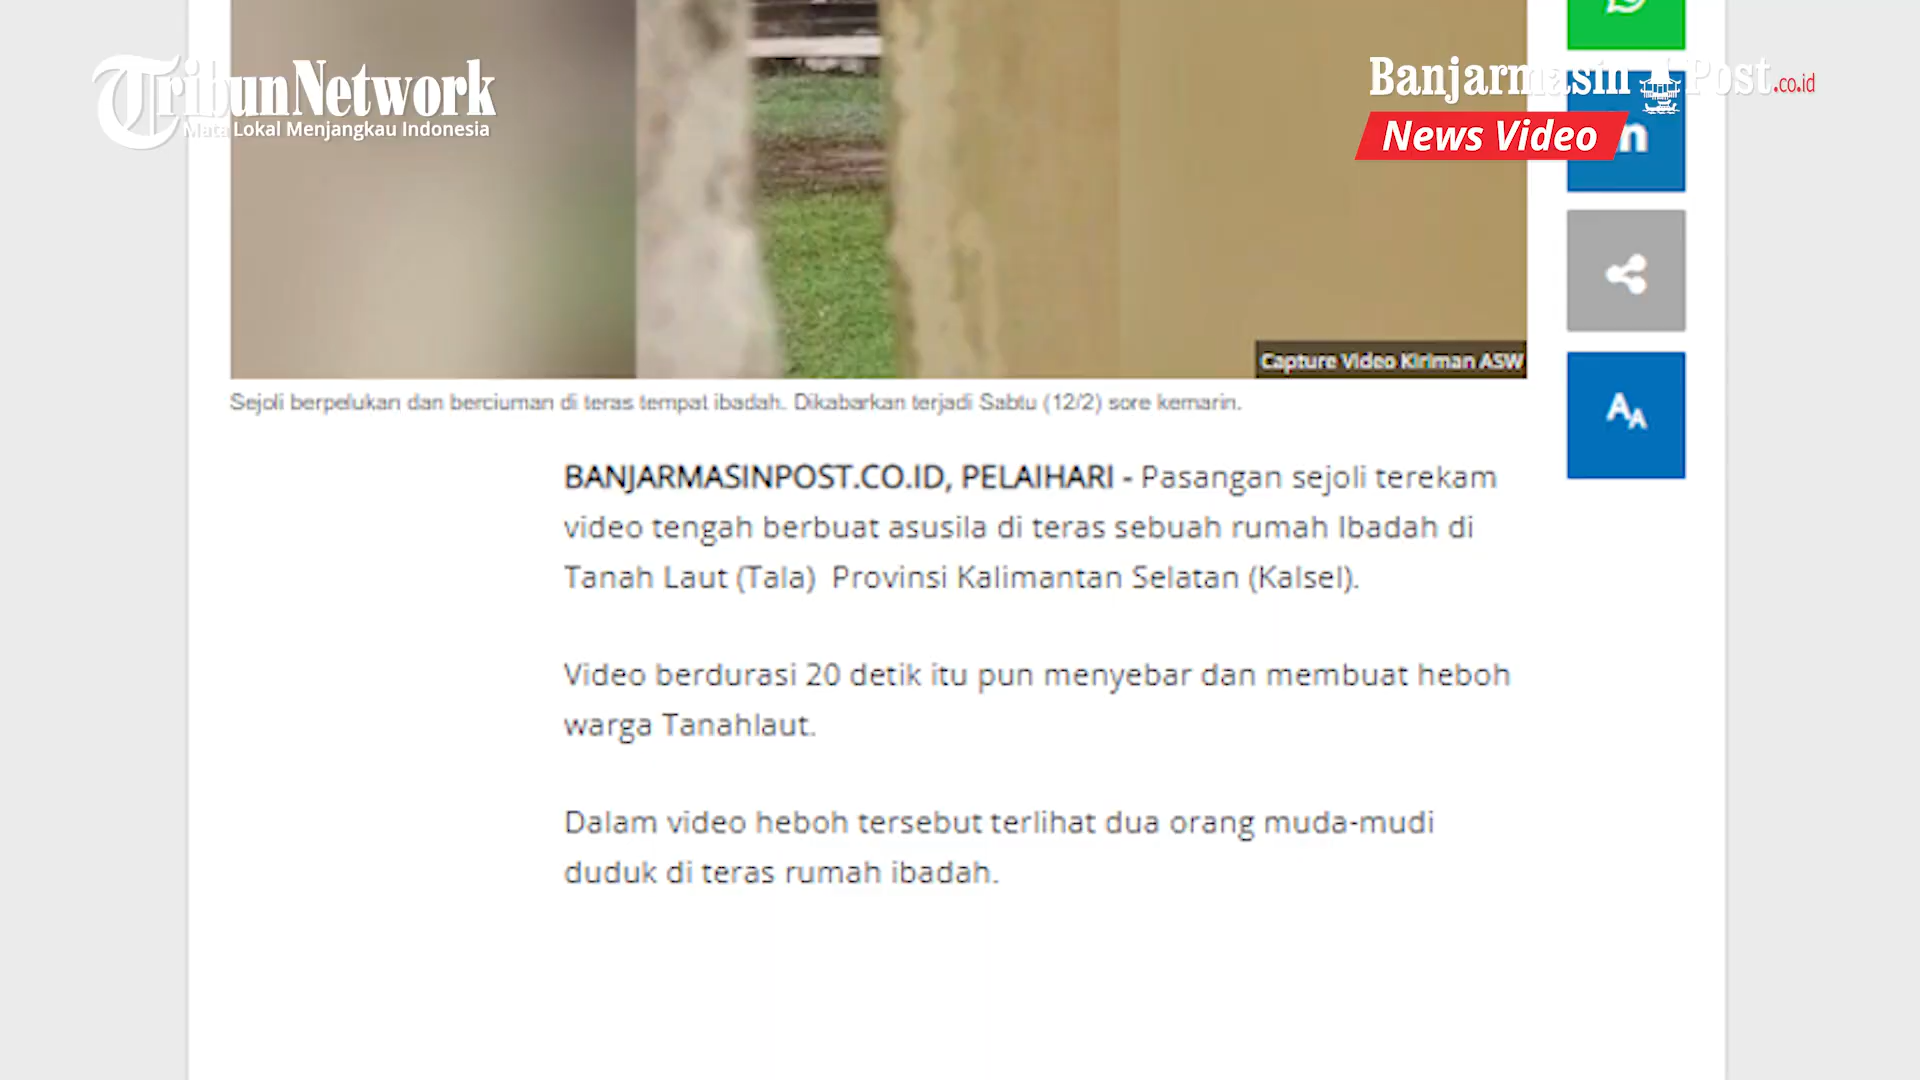 TribunNetwork
Mata Lokal Menjangkau Indonesia
Banjarmasin Post.co.id
News Video
in
Capture Video Kiriman ASW
Sejoli berpelukan dan berciuman di teras tempat ibadah. Dikabarkan terjadi Sabtu (12/2) sore kemarin.
AA
BANJARMASINPOST.CO.ID, PELAIHARI - Pasangan sejoli terekam
video tengah berbuat asusila di teras sebuah rumah Ibadah di
Tanah Laut (Tala)  Provinsi Kalimantan Selatan (Kalsel).
Video berdurasi 20 detik itu pun menyebar dan membuat heboh
warga Tanahlaut.
Dalam video heboh tersebut terlihat dua orang muda-mudi
duduk di teras rumah ibadah.